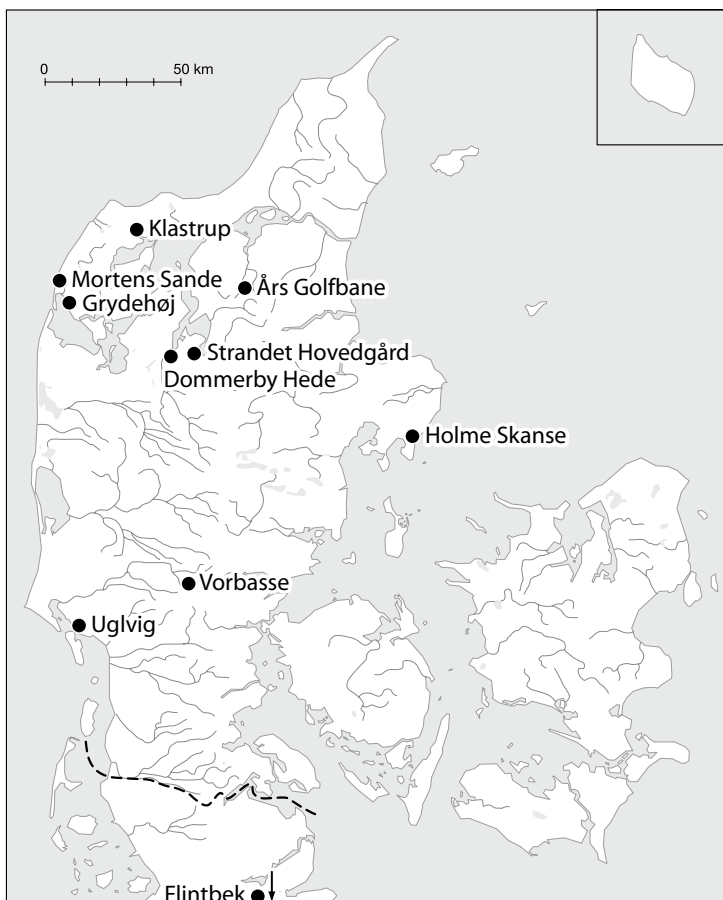 0 50 km
Klastrup
Mortens Sande
Grydehøj
Års Golfbane
Strandet Hovedgård
Dommerby Hede
Holme Skanse
Vorbasse
Uglvig
Flintbek